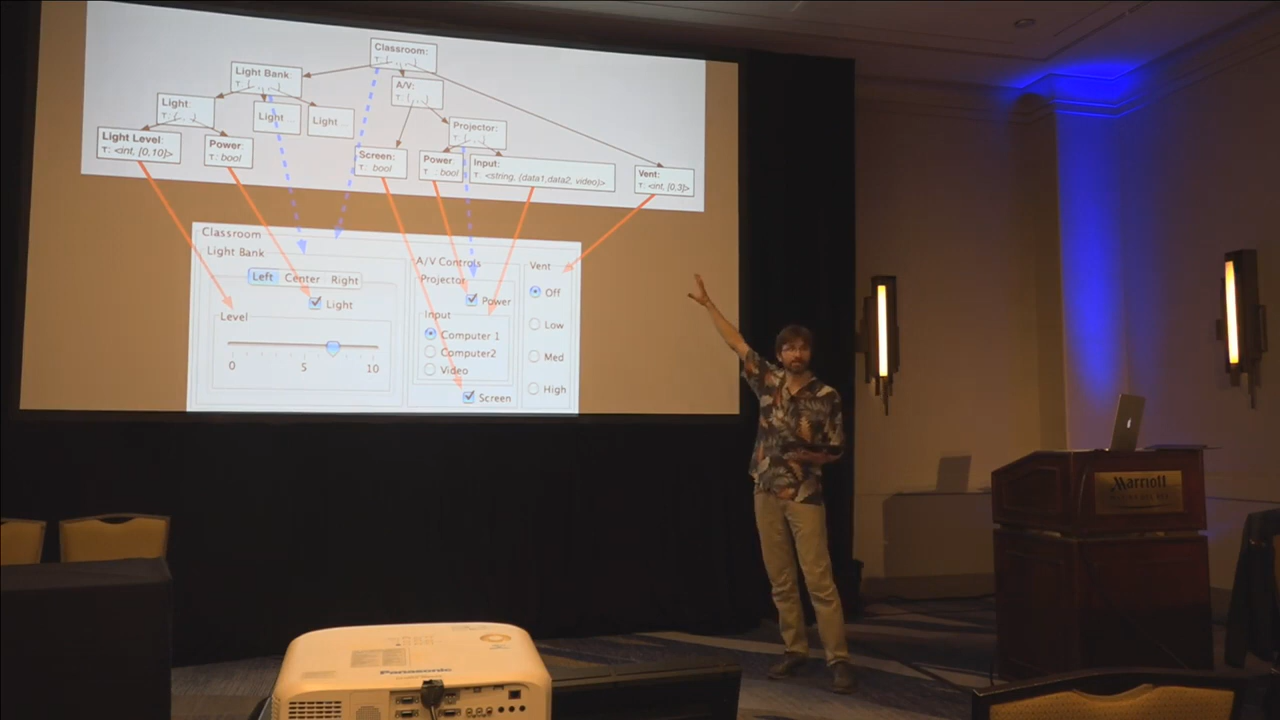 Classroom:
τ: {.,.,.}
Light Bank:
τ: {.,.,.}
A/V:
τ: {.,.}
Light:
τ: {.,.}
Light ...
Light ...
Projector:
τ: {.,.}
Light Level:
τ: <int, [0,10]>
Power:
τ: bool
Screen:
τ: bool
Power:
τ: bool
Input:
τ: <string, {data1,data2, video}>
Vent:
τ: <int, [0,3]>
Classroom
Light Bank
Left Center Right
Light
Level
0 5 10
A/V Controls
Projector
Power
Input
Computer 1
Computer2
Video
Screen
Vent
Off
Low
Med
High
Marriott
Panasonic